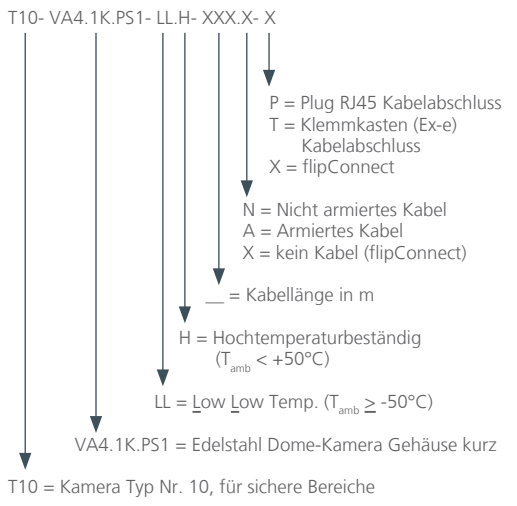 T10- VA4.1K.PS1- LL.H- XXX.X- X
P = Plug RJ45 Kabelabschluss
T = Klemmkasten (Ex-e)
Kabelabschluss
X = flipConnect
N = Nicht armiertes Kabel
A = Armiertes Kabel
X = kein Kabel (flipConnect)
__ = Kabellänge in m
H = Hochtemperaturbeständig
(Tamb < +50°C)
LL = Low Low Temp. (Tamb ≥ -50°C)
VA4.1K.PS1 = Edelstahl Dome-Kamera Gehäuse kurz
T10 = Kamera Typ Nr. 10, für sichere Bereiche